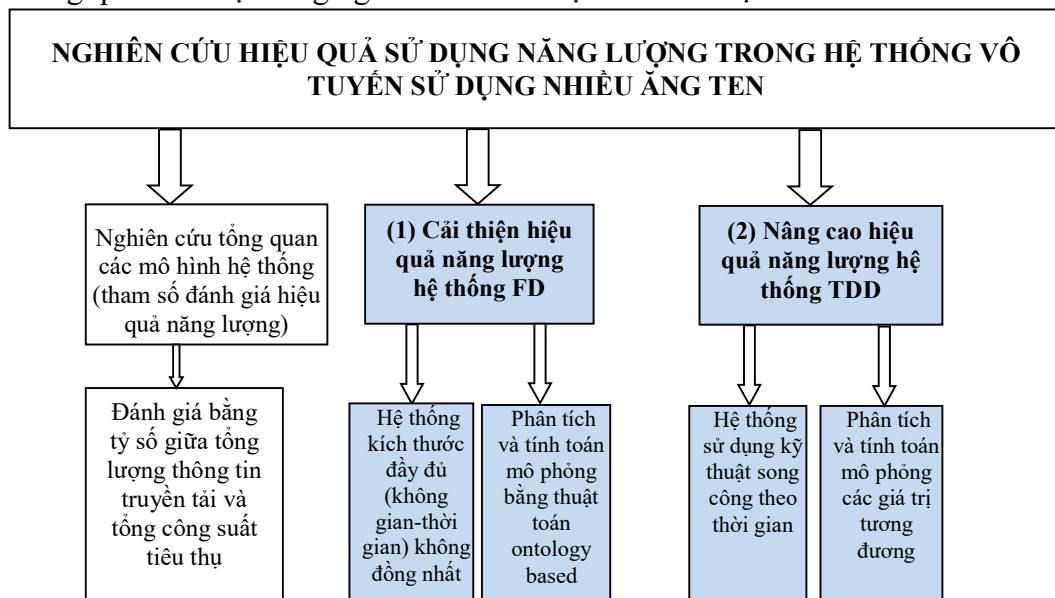 NGHIÊN CỨU HIỆU QUẢ SỬ DỤNG NĂNG LƯỢNG TRONG HỆ THỐNG VÔ
TUYẾN SỬ DỤNG NHIỀU ĂNG TEN
Nghiên cứu tổng quan
các mô hình hệ thống
(tham số đánh giá hiệu
quả năng lượng)
(1) Cải thiện hiệu
quả năng lượng
hệ thống FD
(2) Nâng cao hiệu
quả năng lượng hệ
thống TDD
Đánh giá bằng
tỷ số giữa tổng
lượng thông tin
truyền tải và
tổng công suất
tiêu thụ
Hệ thống
kích thước
đầy đủ
(không
gian-thời
gian) không
đồng nhất
Phân tích
và tính toán
mô phỏng
bằng thuật
toán
ontology
based
Hệ thống
sử dụng kỹ
thuật song
công theo
thời gian
Phân tích
và tính toán
mô phỏng
các giá trị
tương
đương